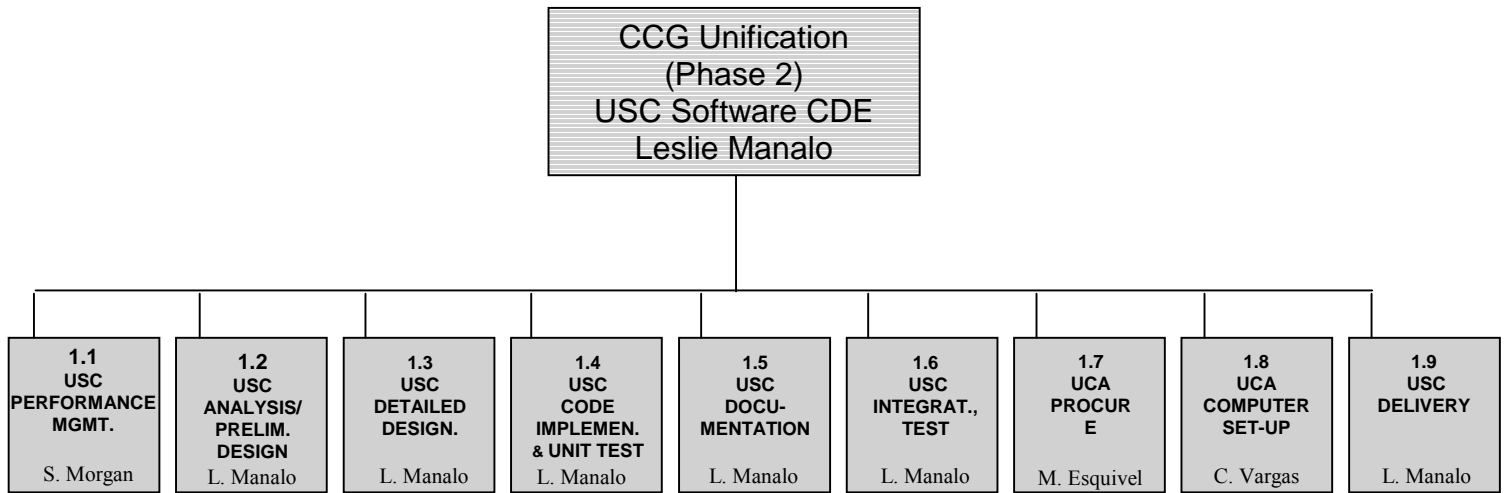 CCG Unification
(Phase 2)
USC Software CDE
Leslie Manalo
1.1
USC
PERFORMANCE
MGMT.
S. Morgan
1.2
USC
ANALYSIS/
PRELIM.
DESIGN
L. Manalo
1.3
USC
DETAILED
DESIGN.
L. Manalo
1.4
USC
CODE
IMPLEMEN.
& UNIT TEST
L. Manalo
1.5
USC
DOCU-
MENTATION
L. Manalo
1.6
USC
INTEGRAT.,
TEST
L. Manalo
1.7
UCA
PROCUR
E
M. Esquivel
1.8
UCA
COMPUTER
SET-UP
C. Vargas
1.9
USC
DELIVERY
L. Manalo